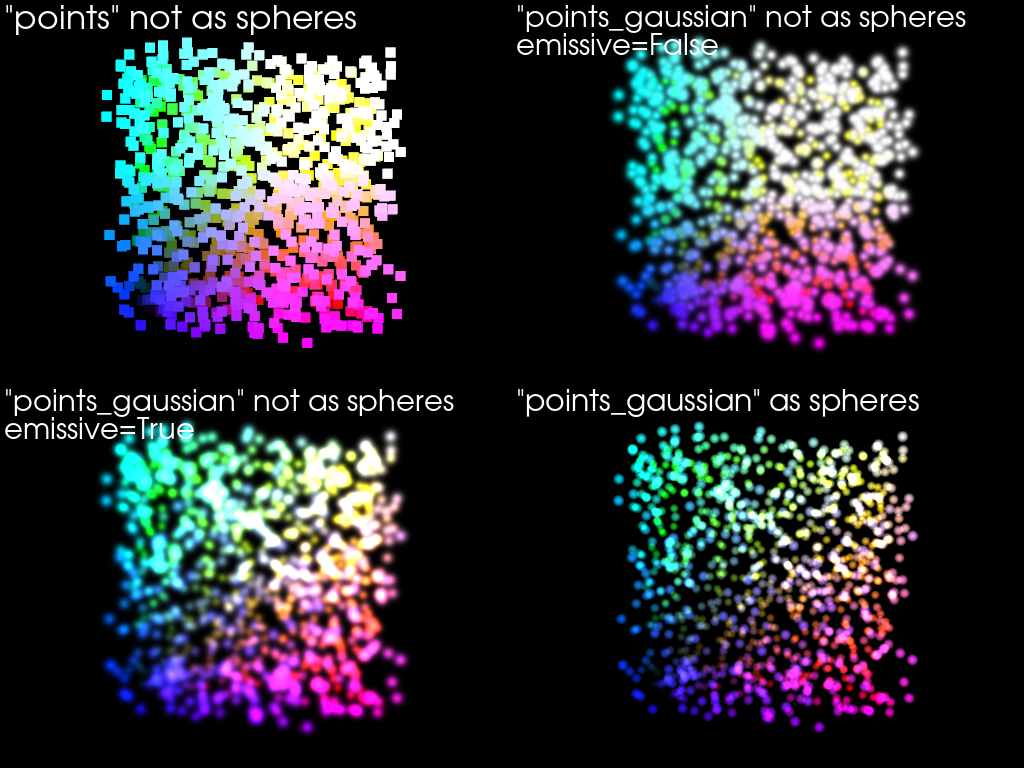 "points" not as spheres
"points_gaussian" not as spheres
emissive=False
"points_gaussian" not as spheres
emissive=True
"points_gaussian" as spheres